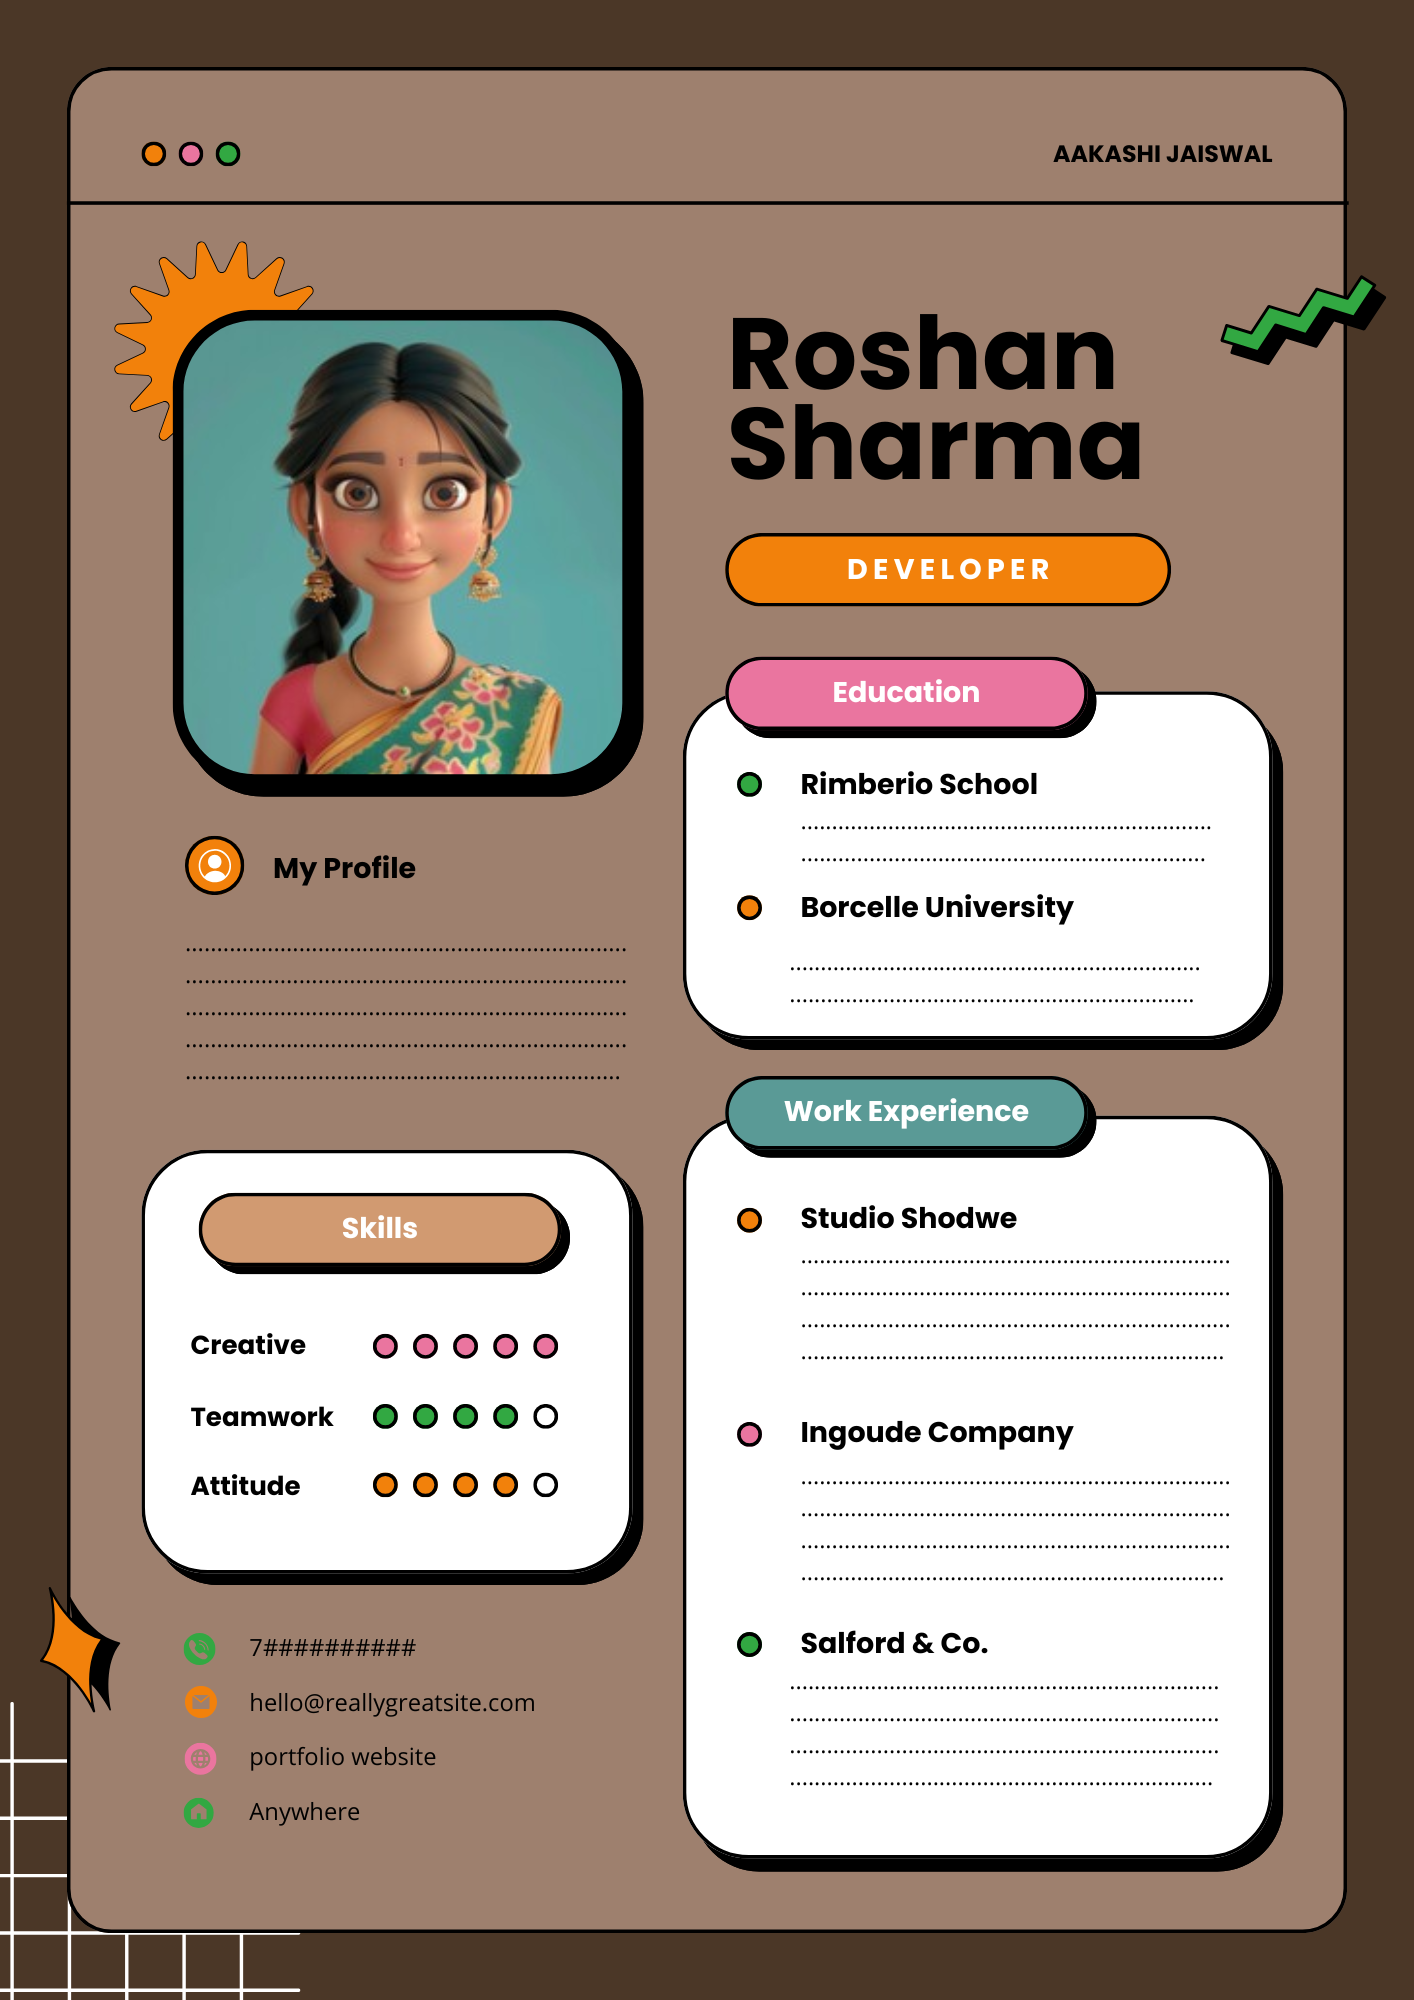 AAKASHI JAISWAL
Roshan
Sharma
DEVELOPER
Education
Rimberio School
Borcelle University
My Profile
Work Experience
Studio Shodwe
Ingoude Company
Salford & Co.
Skills
Creative
Teamwork
Attitude
7##########
hello@reallygreatsite.com
portfolio website
Anywhere